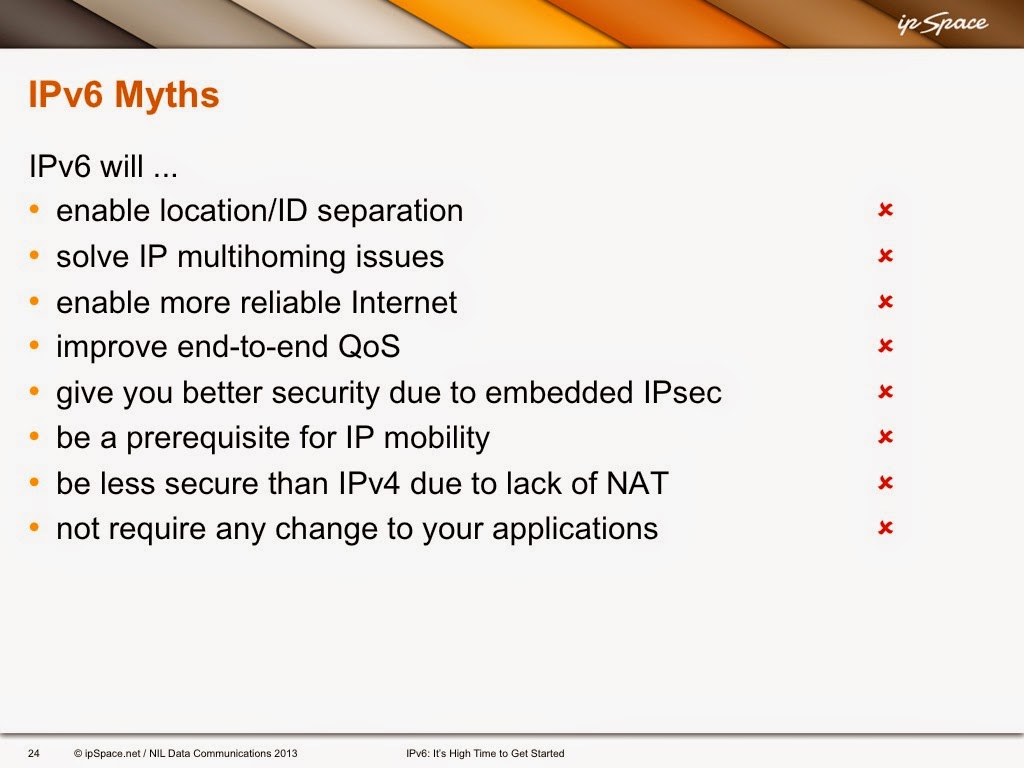 ipSpace
IPv6 Myths
IPv6 will ...
• enable location/ID separation ✘
• solve IP multihoming issues ✘
• enable more reliable Internet ✘
• improve end-to-end QoS ✘
• give you better security due to embedded IPsec ✘
• be a prerequisite for IP mobility ✘
• be less secure than IPv4 due to lack of NAT ✘
• not require any change to your applications ✘
24 © ipSpace.net / NIL Data Communications 2013 IPv6: It's High Time to Get Started